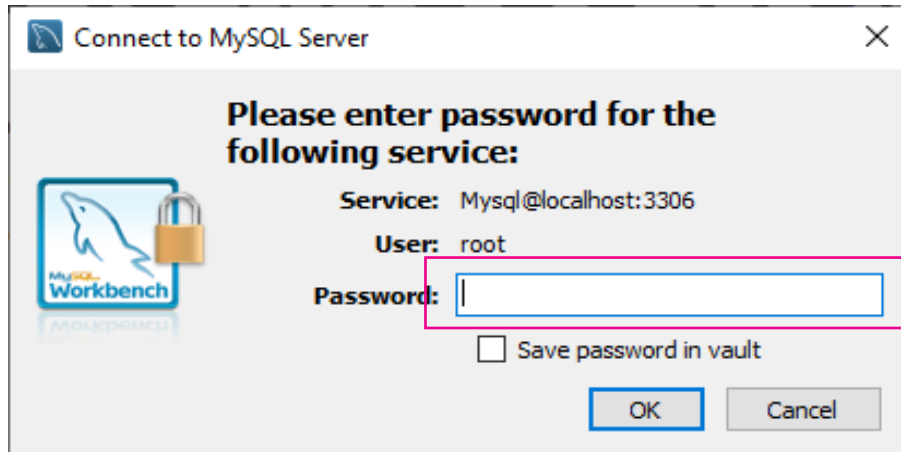 Connect to MySQL Server
Please enter password for the
following service:
Service: Mysql@localhost:3306
User: root
MySQL
Workbench
Password:
Save password in vault
OK Cancel